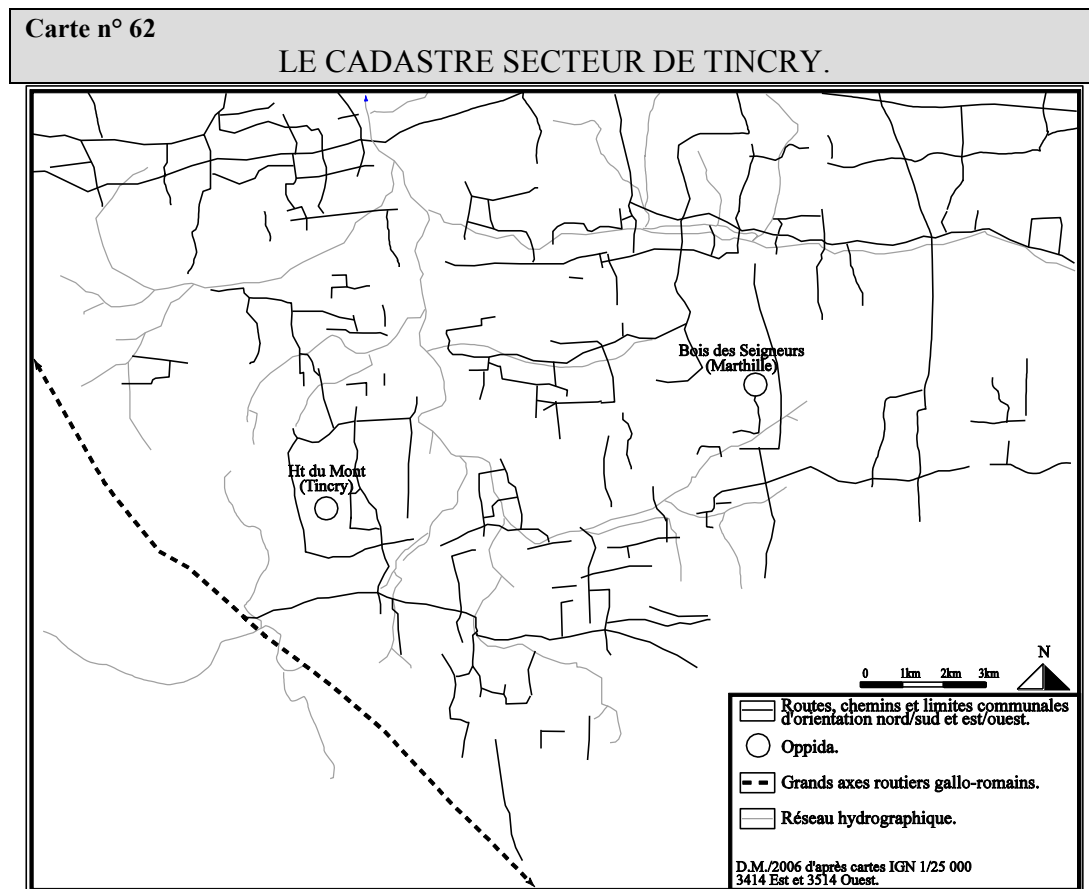 Carte n° 62
LE CADASTRE SECTEUR DE TINCRY.
Bois des Seigneurs
(Marthille)
Ht du Mont
(Tincry)
N
0 1km 2km 3km
Routes, chemins et limites communales
d'orientation nord/sud et est/ouest.
Oppida.
Grands axes routiers gallo-romains.
Réseau hydrographique.
D.M./2006 d'après cartes IGN 1/25 000
3414 Est et 3514 Ouest.